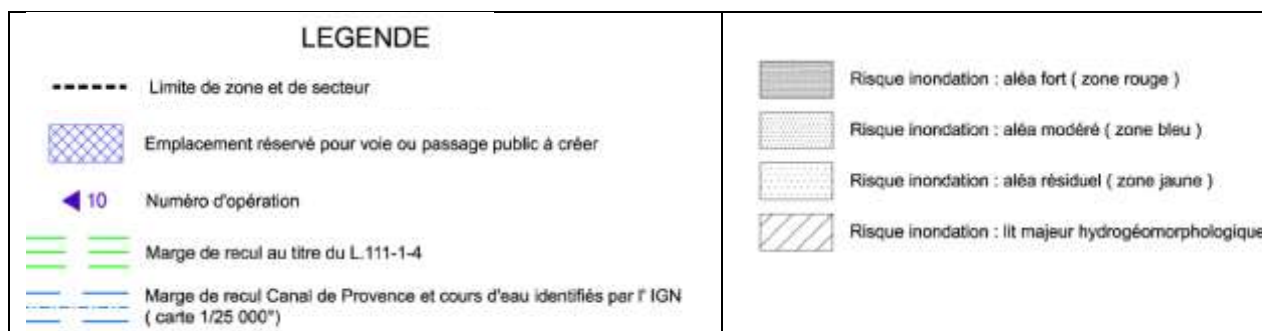 LEGENDE
Limite de zone et de secteur
Emplacement réservé pour voie ou passage public à créer
10 Numéro d'opération
Marge de recul au titre du L.111-1-4
Marge de recul Canal de Provence et cours d'eau identifiés par l' IGN
( carte 1/25 000°)
Risque inondation : aléa fort ( zone rouge )
Risque inondation : aléa modéré ( zone bleu )
Risque inondation : aléa résiduel ( zone jaune )
Risque inondation : lit majeur hydrogéomorphologique